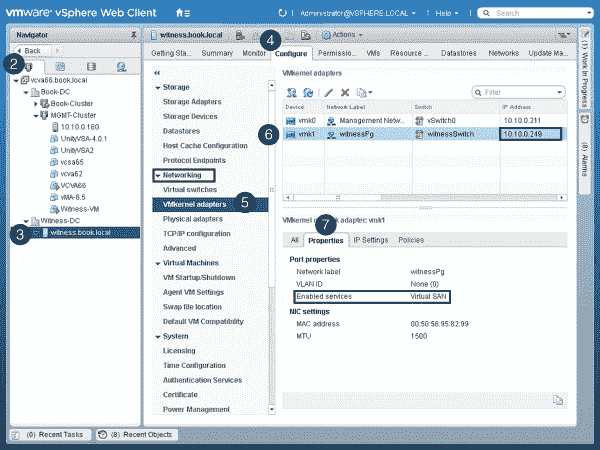 vmware® vSphere Web Client
Administrator@VSPHERE.LOCAL
Help
Search
Navigator
Back
2
vcva66.book.local
Book-DC
Book-Cluster
MGMT-Cluster
10.10.0.160
UnityVSA-4.0.1
UnityVSA2
vcsa65
vcva62
VCVA66
vMA-6.5
Witness-VM
Witness-DC
3
witness.book.local
witness.book.local
Actions
4
Getting Sta...
Summary
Monitor
Configure
Permissio...
VMs
Resource ...
Datastores
Networks
Update Ma...
Storage
Storage Adapters
Storage Devices
Datastores
Host Cache Configuration
Protocol Endpoints
Networking
Virtual switches
VMkernel adapters
5
Physical adapters
TCP/IP configuration
Advanced
Virtual Machines
VM Startup/Shutdown
Agent VM Settings
Swap file location
Default VM Compatibility
System
Licensing
Time Configuration
Authentication Services
Certificate
Power Management
VMkernel adapters
Filter
Device Network Label Switch IP Address
vmk0 Management Netw... vSwitch0 10.10.0.211
6
vmk1 witnessPg witnessSwitch 10.10.0.249
VMkernel network adapter: vmk1
7
All Properties IP Settings Policies
Port properties
Network label witnessPg
VLAN ID None (0)
Enabled services Virtual SAN
NIC settings
MAC address 00:50:56:95:82:99
MTU 1500
(1) Work In Progress
(8) Alarms
(0) Recent Tasks
(8) Recent Objects